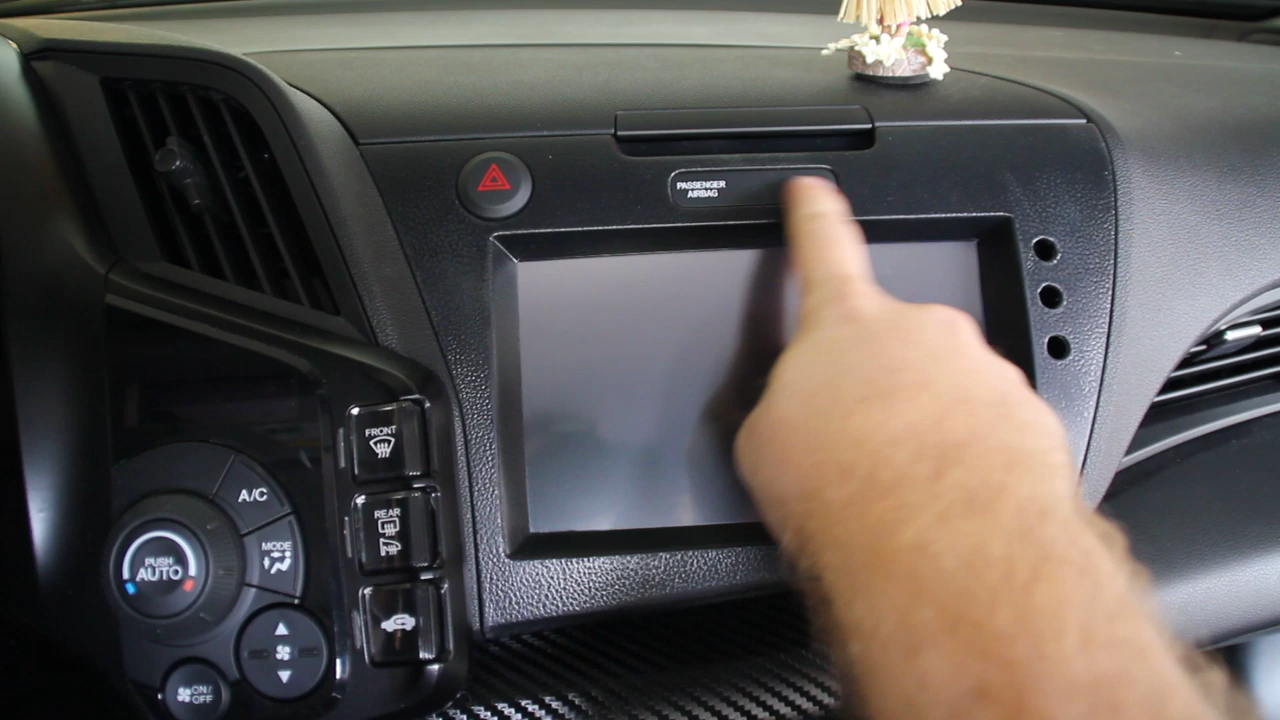 PASSENGER
AIRBAG
FRONT
A/C
REAR
MODE
PUSH
AUTO
ON/
OFF